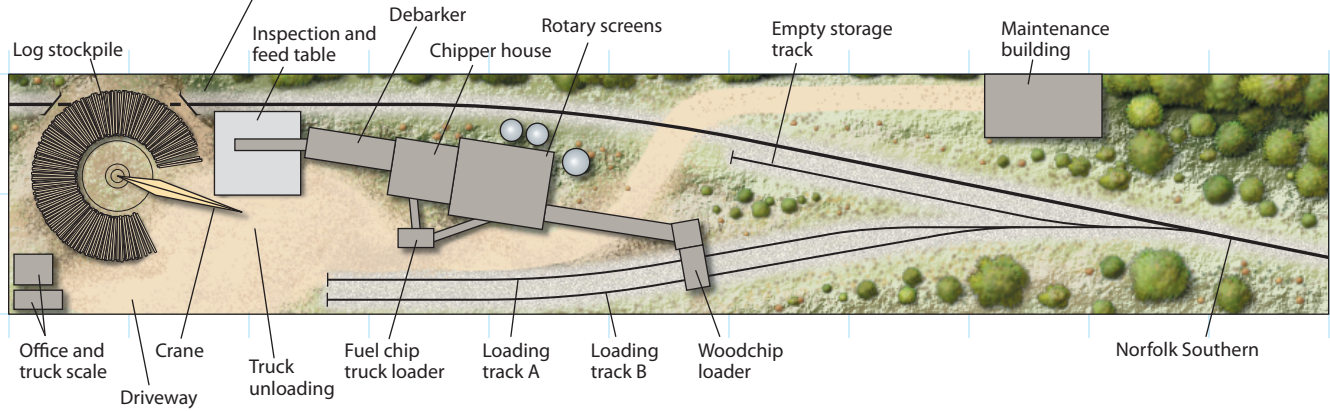 Log stockpile
Inspection and
feed table
Debarker
Chipper house
Rotary screens
Empty storage
track
Maintenance
building
Office and
truck scale
Driveway
Crane
Truck
unloading
Fuel chip
truck loader
Loading
track A
Loading
track B
Woodchip
loader
Norfolk Southern